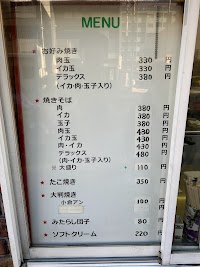 MENU
お好み焼き
肉玉 330 円
イカ玉 330 円
デラックス 380 円
(イカ・肉・玉子入り)
焼きそば
肉 380 円
イカ 380 円
玉子 380 円
肉玉 430 円
イカ玉 430 円
肉・イカ 430 円
デラックス 480 円
(肉・イカ・玉子入り)
※ 大盛り 110 円
たこ焼き 350 円
大判焼き 100 円
小倉アン
みたらし団子 80 円
ソフトクリーム 220 円